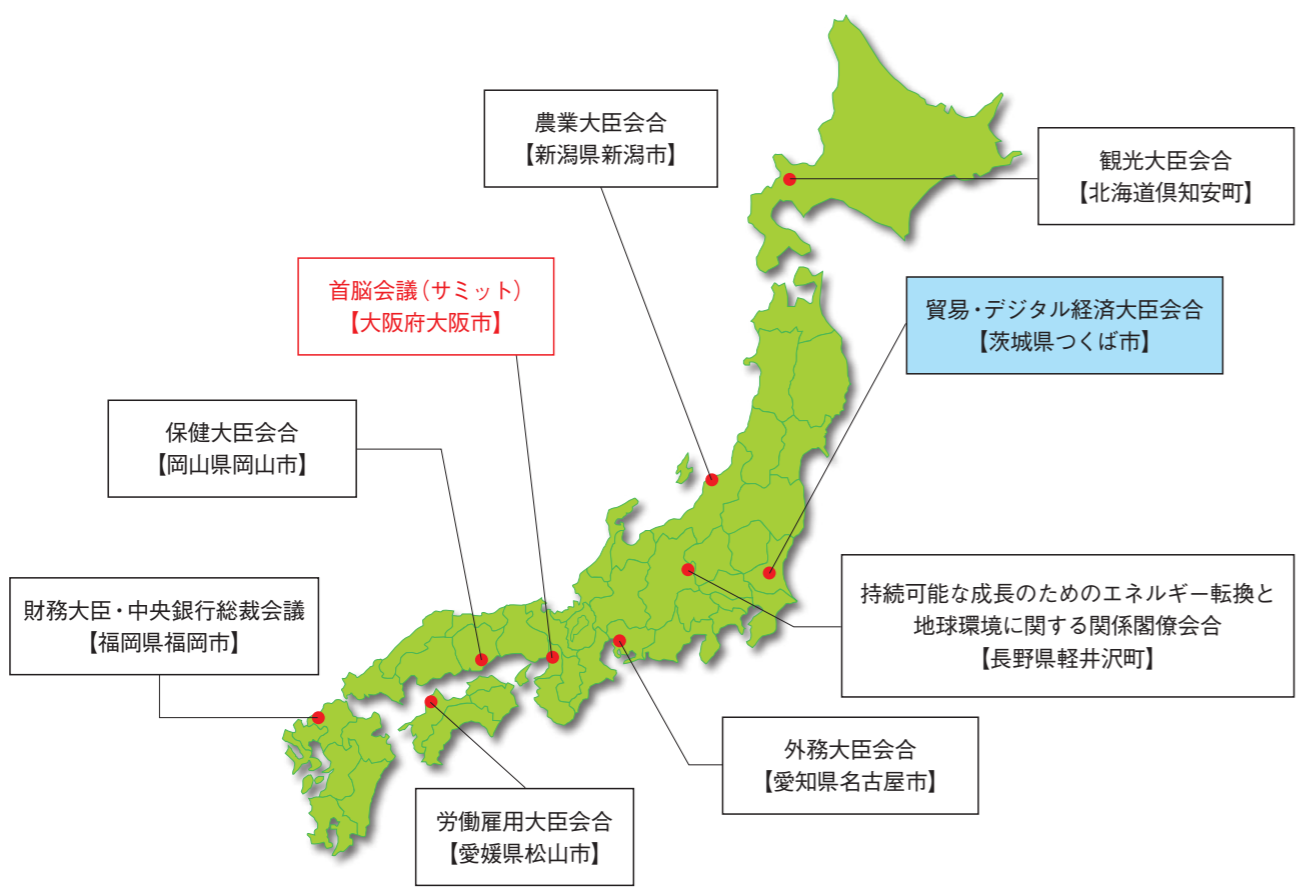 農業大臣会合
【新潟県新潟市】
観光大臣会合
【北海道倶知安町】
首脳会議（サミット）
【大阪府大阪市】
貿易・デジタル経済大臣会合
【茨城県つくば市】
保健大臣会合
【岡山県岡山市】
持続可能な成長のためのエネルギー転換と
地球環境に関する関係閣僚会合
【長野県軽井沢町】
財務大臣・中央銀行総裁会議
【福岡県福岡市】
外務大臣会合
【愛知県名古屋市】
労働雇用大臣会合
【愛媛県松山市】